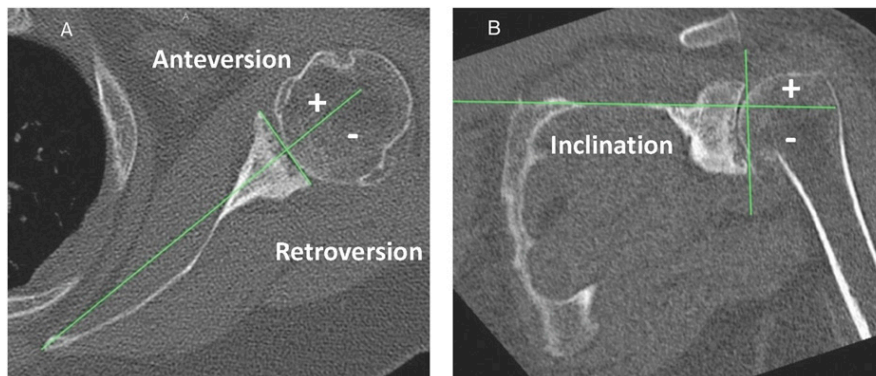 A
Anteversion
+
-
Retroversion
B
+
-
Inclination